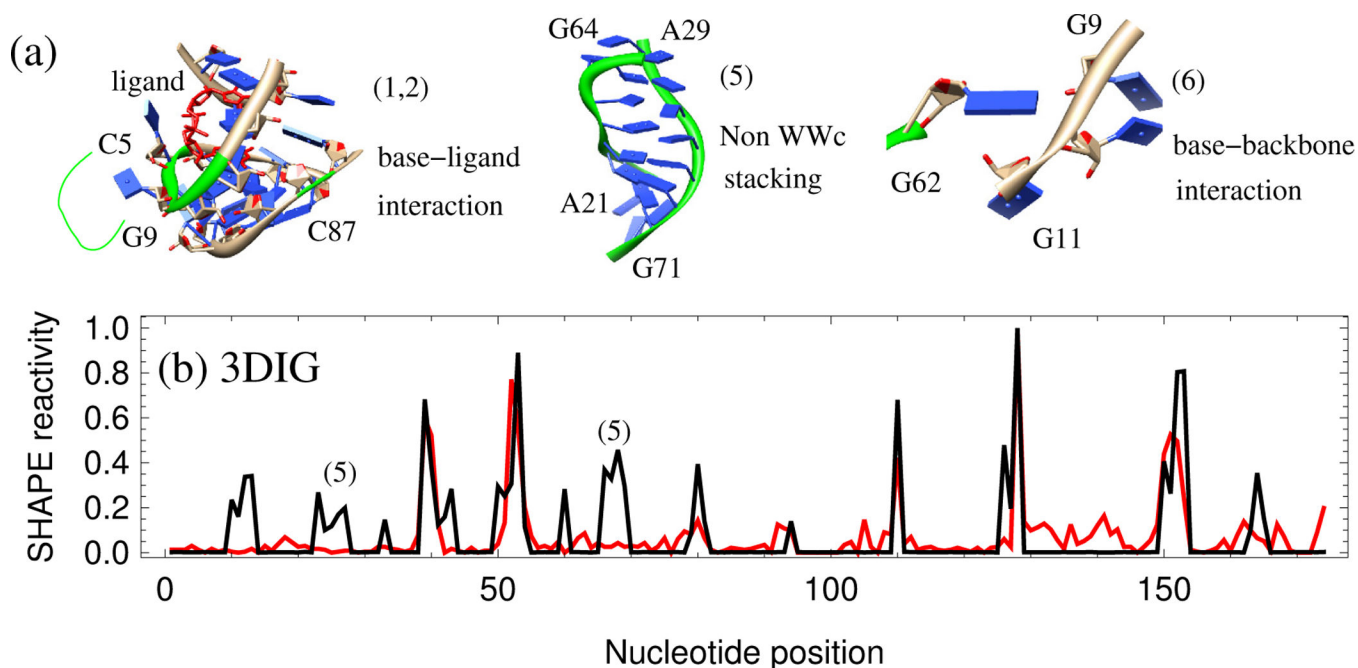 (a)
ligand
(1,2)
C5
base-ligand
interaction
G9
C87
G64
A29
(5)
Non WWc
stacking
A21
G71
G9
(6)
base-backbone
interaction
G62
G11
SHAPE reactivity
1.0
0.8
0.6
0.4
0.2
0.0
(b) 3DIG
(5)
(5)
0
50
100
150
Nucleotide position